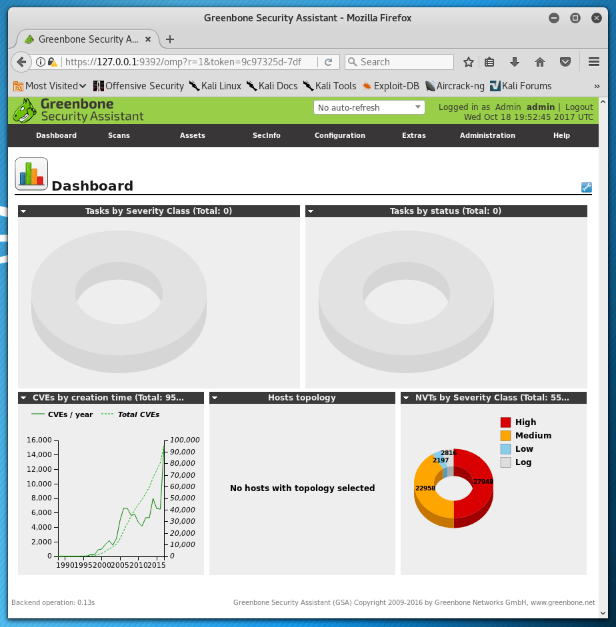 Greenbone Security Assistant - Mozilla Firefox
Greenbone Security A... ×
https://127.0.0.1:9392/omp?r=1&token=9c97325d-7df
Search
Most Visited Offensive Security Kali Linux Kali Docs Kali Tools Exploit-DB Aircrack-ng Kali Forums »
Greenbone
Security Assistant
No auto-refresh
Logged in as Admin admin | Logout
Wed Oct 18 19:52:45 2017 UTC
Dashboard Scans Assets SecInfo Configuration Extras Administration Help
Dashboard
Tasks by Severity Class (Total: 0)
Tasks by status (Total: 0)
CVEs by creation time (Total: 95...
Hosts topology
NVTs by Severity Class (Total: 55...
CVEs / year Total CVEs
16,000
14,000
12,000
10,000
8,000
6,000
4,000
2,000
0
100,000
90,000
80,000
70,000
60,000
50,000
40,000
30,000
20,000
10,000
0
1990 1995 2000 2005 2010 2015
No hosts with topology selected
High
Medium
Low
Log
2197
22958
Backend operation: 0.13s
Greenbone Security Assistant (GSA) Copyright 2009-2016 by Greenbone Networks GmbH, www.greenbone.net